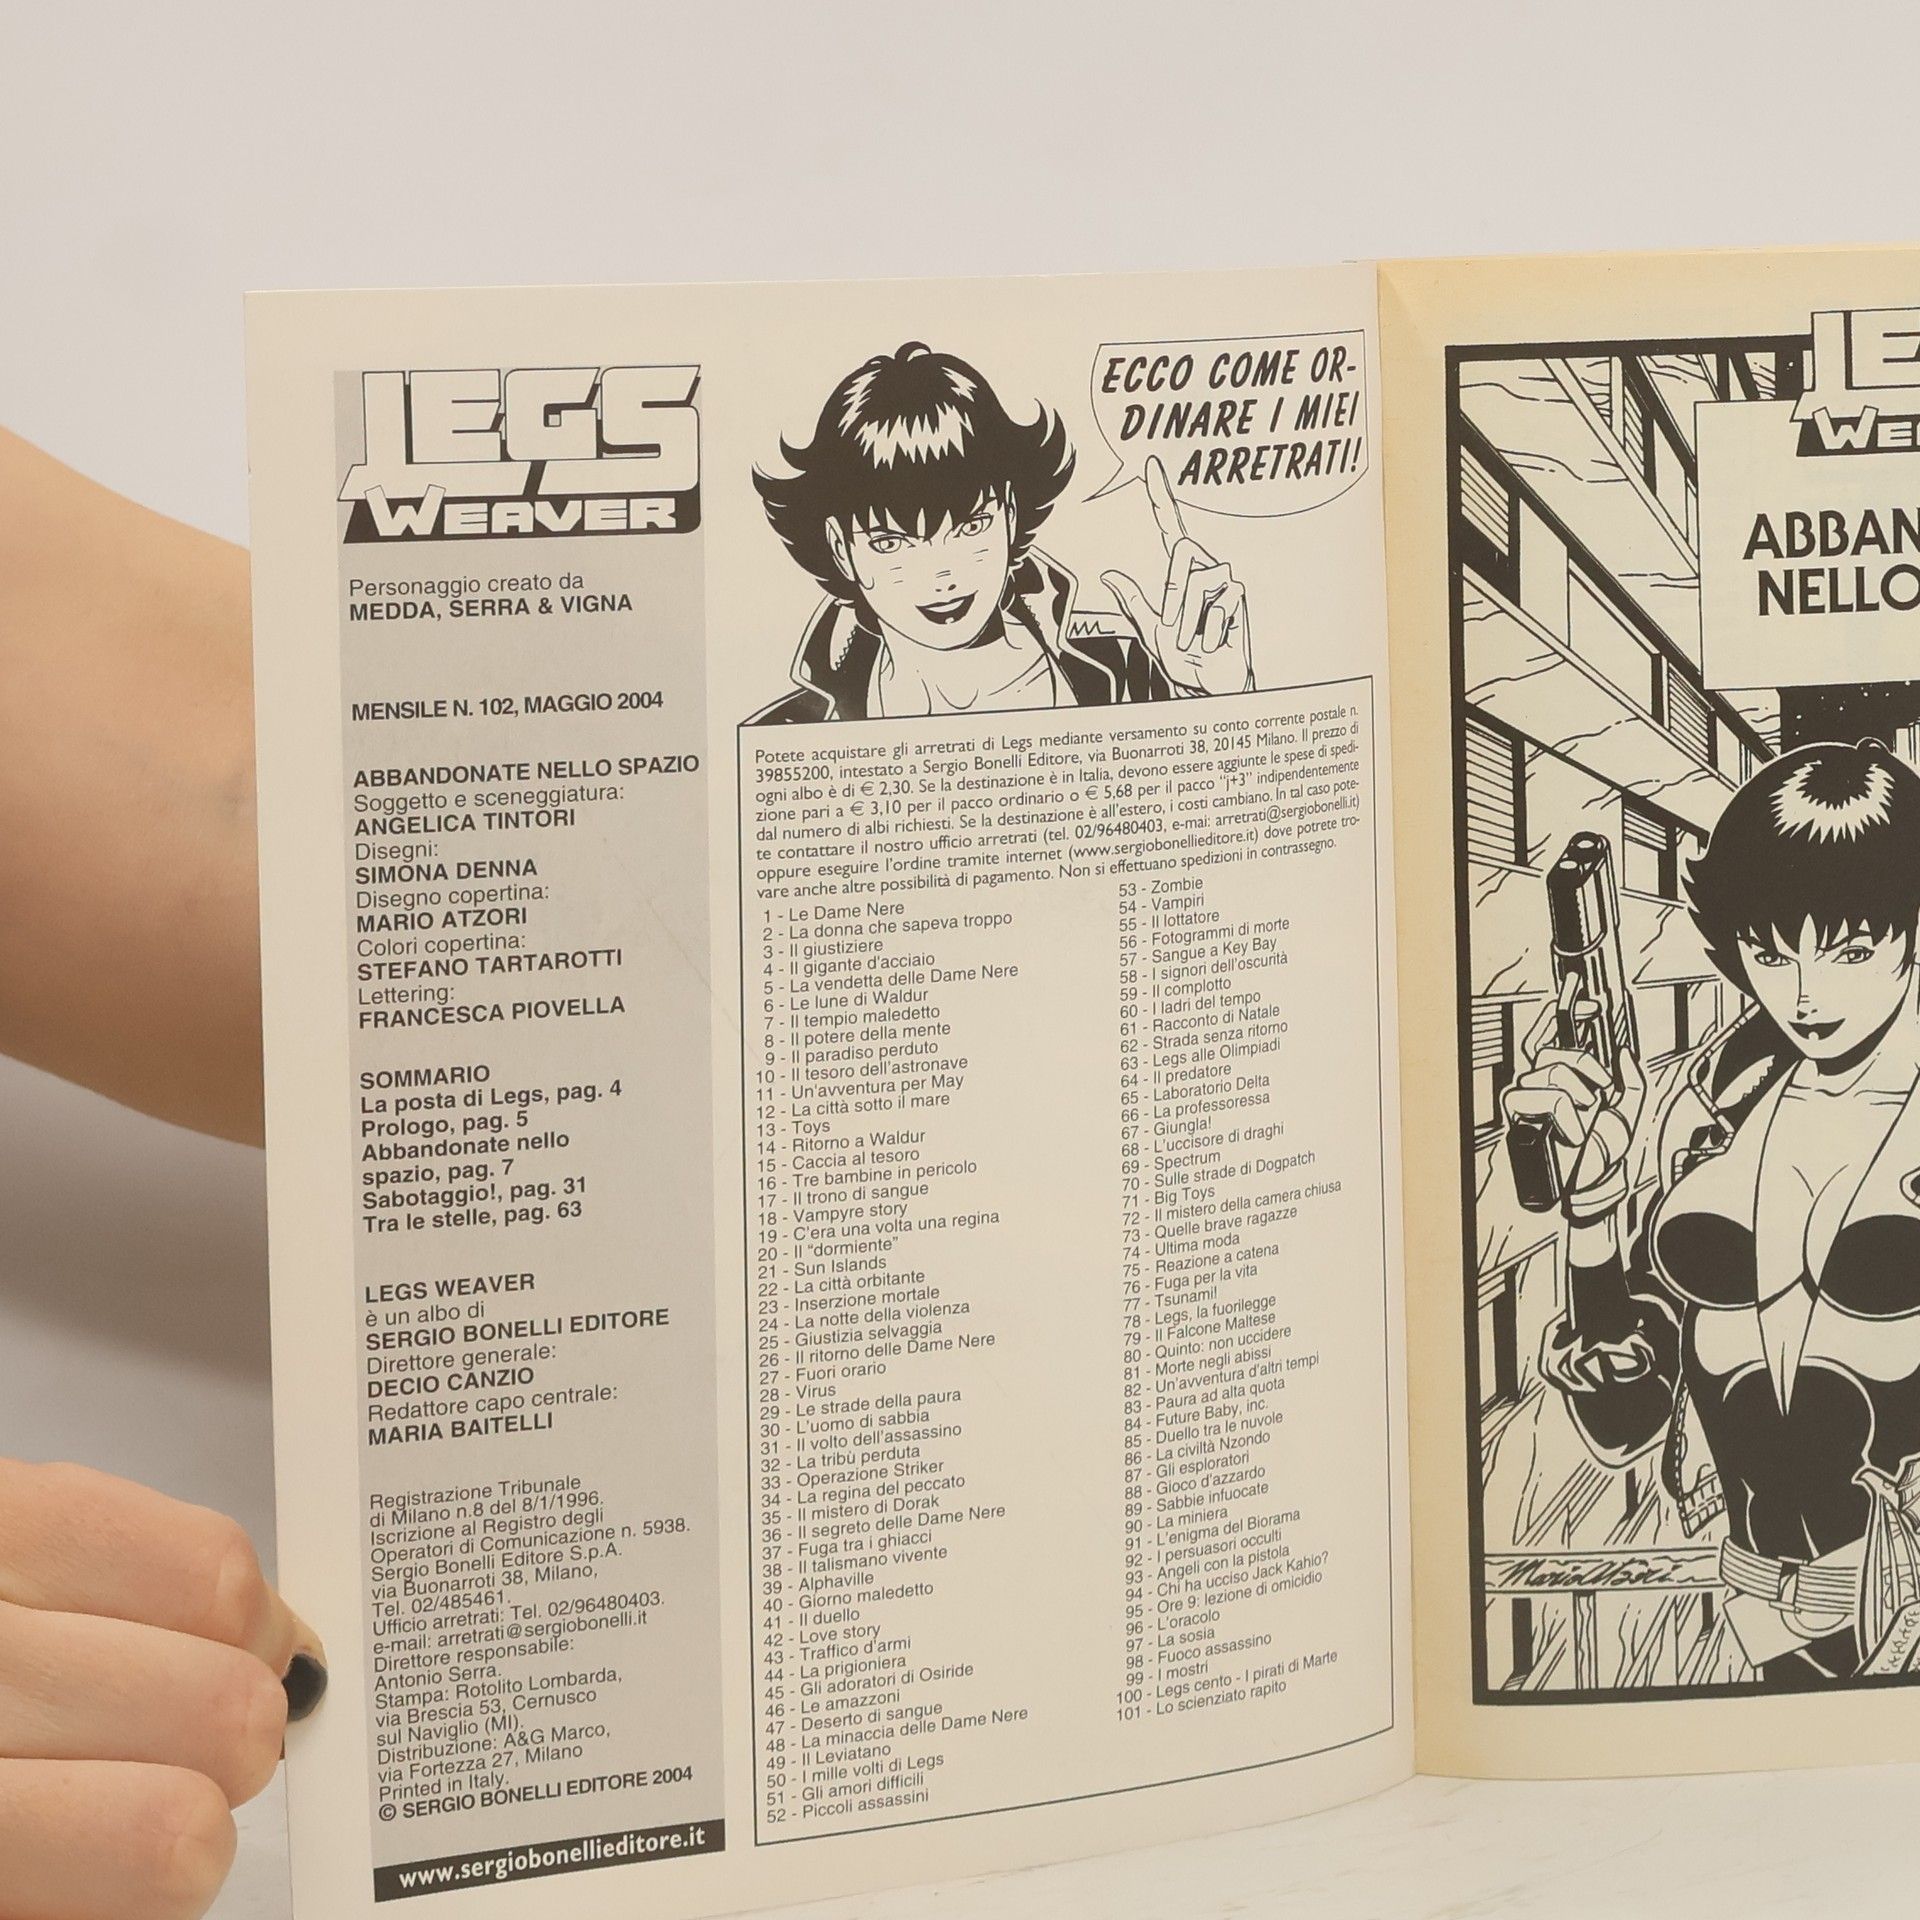 LEGS
WEAVER
Personaggio creato da
MEDDA, SERRA & VIGNA
MENSILE N. 102, MAGGIO 2004
ABBANDONATE NELLO SPAZIO
Soggetto e sceneggiatura:
ANGELICA TINTORI
Disegni:
SIMONA DENNA
Disegno copertina:
MARIO ATZORI
Colori copertina:
STEFANO TARTAROTTI
Lettering:
FRANCESCA PIOVELLA
SOMMARIO
La posta di Legs, pag. 4
Prologo, pag. 5
Abbandonate nello
spazio, pag. 7
Sabotaggio!, pag. 31
Tra le stelle, pag. 63
LEGS WEAVER
è un albo di
SERGIO BONELLI EDITORE
Direttore generale:
DECIO CANZIO
Redattore capo centrale:
MARIA BAITELLI
Registrazione Tribunale
di Milano n.8 del 8/1/1996.
Iscrizione al Registro degli
Operatori di Comunicazione n. 5938.
Sergio Bonelli Editore S.p.A.
via Buonarroti 38, Milano,
Tel. 02/485461.
Ufficio arretrati: Tel. 02/96480403.
e-mail: arretrati@sergiobonelli.it
Direttore responsabile:
Antonio Serra.
Stampa: Rotolito Lombarda,
via Brescia 53, Cernusco
sul Naviglio (MI).
Distribuzione: A&G Marco,
via Fortezza 27, Milano
Printed in Italy.
© SERGIO BONELLI EDITORE 2004
www.sergiobonellieditore.it
ECCO COME OR-
DINARE I MIEI
ARRETRATI!
Potete acquistare gli arretrati di Legs mediante versamento su conto corrente postale n.
39855200, intestato a Sergio Bonelli Editore, via Buonarroti 38, 20145 Milano. Il prezzo di
ogni albo è di € 2,30. Se la destinazione è in Italia, devono essere aggiunte le spese di spedi-
zione pari a € 3,10 per il pacco ordinario o € 5,68 per il pacco “j+3” indipendentemente
dal numero di albi richiesti. Se la destinazione è all'estero, i costi cambiano. In tal caso pote-
te contattare il nostro ufficio arretrati (tel. 02/96480403, e-mai: arretrati@sergiobonelli.it)
oppure eseguire l'ordine tramite internet (www.sergiobonellieditore.it) dove potrete tro-
vare anche altre possibilità di pagamento. Non si effettuano spedizioni in contrassegno.
1 - Le Dame Nere
2 - La donna che sapeva troppo
3 - Il giustiziere
4 - Il gigante d'acciaio
5 - La vendetta delle Dame Nere
6 - Le lune di Waldur
7 - Il tempio maledetto
8 - Il potere della mente
9 - Il paradiso perduto
10 - Il tesoro dell'astronave
11 - Un'avventura per May
12 - La città sotto il mare
13 - Toys
14 - Ritorno a Waldur
15 - Caccia al tesoro
16 - Tre bambine in pericolo
17 - Il trono di sangue
18 - Vampyre story
19 - C'era una volta una regina
20 - Il “dormiente”
21 - Sun Islands
22 - La città orbitante
23 - Inserzione mortale
24 - La notte della violenza
25 - Giustizia selvaggia
26 - Il ritorno delle Dame Nere
27 - Fuori orario
28 - Virus
29 - Le strade della paura
30 - L'uomo di sabbia
31 - Il volto dell'assassino
32 - La tribù perduta
33 - Operazione Striker
34 - La regina del peccato
35 - Il mistero di Dorak
36 - Il segreto delle Dame Nere
37 - Fuga tra i ghiacci
38 - Il talismano vivente
39 - Alphaville
40 - Giorno maledetto
41 - Il duello
42 - Love story
43 - Traffico d'armi
44 - La prigioniera
45 - Gli adoratori di Osiride
46 - Le amazzoni
47 - Deserto di sangue
48 - La minaccia delle Dame Nere
49 - Il Leviatano
50 - I mille volti di Legs
51 - Gli amori difficili
52 - Piccoli assassini
53 - Zombie
54 - Vampiri
55 - Il lottatore
56 - Fotogrammi di morte
57 - Sangue a Key Bay
58 - I signori dell'oscurità
59 - Il complotto
60 - I ladri del tempo
61 - Racconto di Natale
62 - Strada senza ritorno
63 - Legs alle Olimpiadi
64 - Il predatore
65 - Laboratorio Delta
66 - La professoressa
67 - Giungla!
68 - L'uccisore di draghi
69 - Spectrum
70 - Sulle strade di Dogpatch
71 - Big Toys
72 - Il mistero della camera chiusa
73 - Quelle brave ragazze
74 - Ultima moda
75 - Reazione a catena
76 - Fuga per la vita
77 - Tsunami!
78 - Legs, la fuorilegge
79 - Il Falcone Maltese
80 - Quinto: non uccidere
81 - Morte negli abissi
82 - Un'avventura d'altri tempi
83 - Paura ad alta quota
84 - Future Baby, inc.
85 - Duello tra le nuvole
86 - La civiltà Nzondo
87 - Gli esploratori
88 - Gioco d'azzardo
89 - Sabbie infuocate
90 - La miniera
91 - L'enigma del Biorama
92 - I persuasori occulti
93 - Angeli con la pistola
94 - Chi ha ucciso Jack Kahio?
95 - Ore 9: lezione di omicidio
96 - L'oracolo
97 - La sosia
98 - Fuoco assassino
99 - I mostri
100 - Legs cento - I pirati di Marte
101 - Lo scienziato rapito
LE
WE
ABBAN
NELLO
Mario Atzori